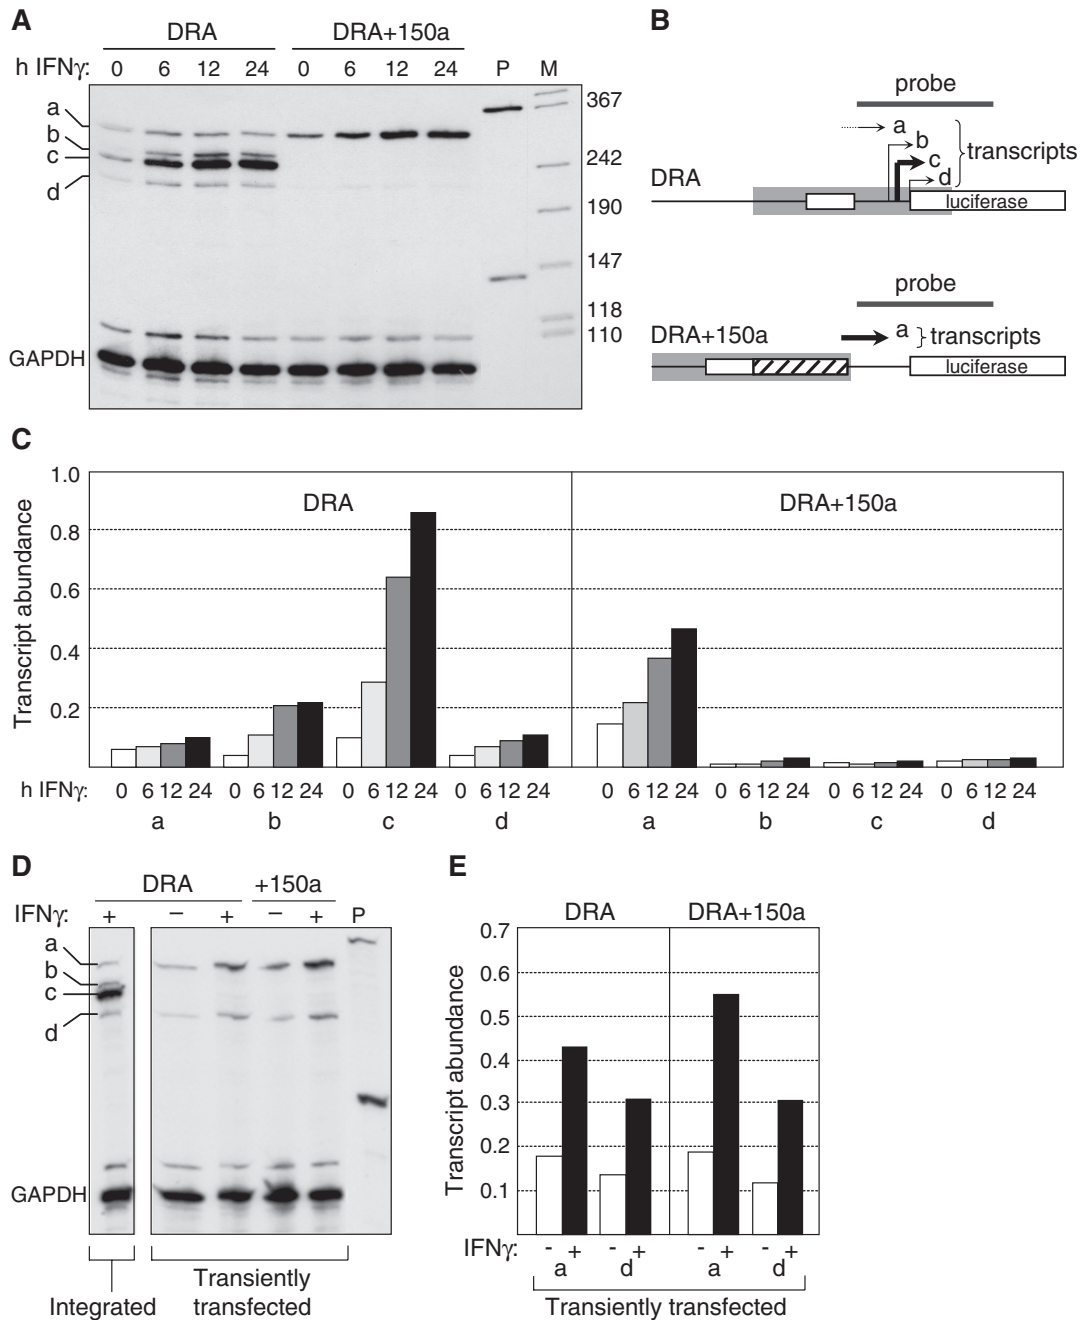 A
DRA DRA+150a
h IFNγ: 0 6 12 24 0 6 12 24 P M
a
b
c
d
367
242
190
147
118
110
GAPDH
B
probe
a
b
c
d
transcripts
DRA
luciferase
probe
DRA+150a
a
transcripts
luciferase
C
Transcript abundance
1.0
0.8
0.6
0.4
0.2
DRA
DRA+150a
h IFNγ: 0 6 12 24 0 6 12 24 0 6 12 24 0 6 12 24 0 6 12 24 0 6 12 24 0 6 12 24 0 6 12 24
a b c d a b c d
D
DRA +150a
IFNγ: + − + − + P
a
b
c
d
GAPDH
Integrated
Transiently
transfected
E
DRA DRA+150a
Transcript abundance
0.7
0.6
0.5
0.4
0.3
0.2
0.1
IFNγ: - + - + - + - +
a d a d
Transiently transfected